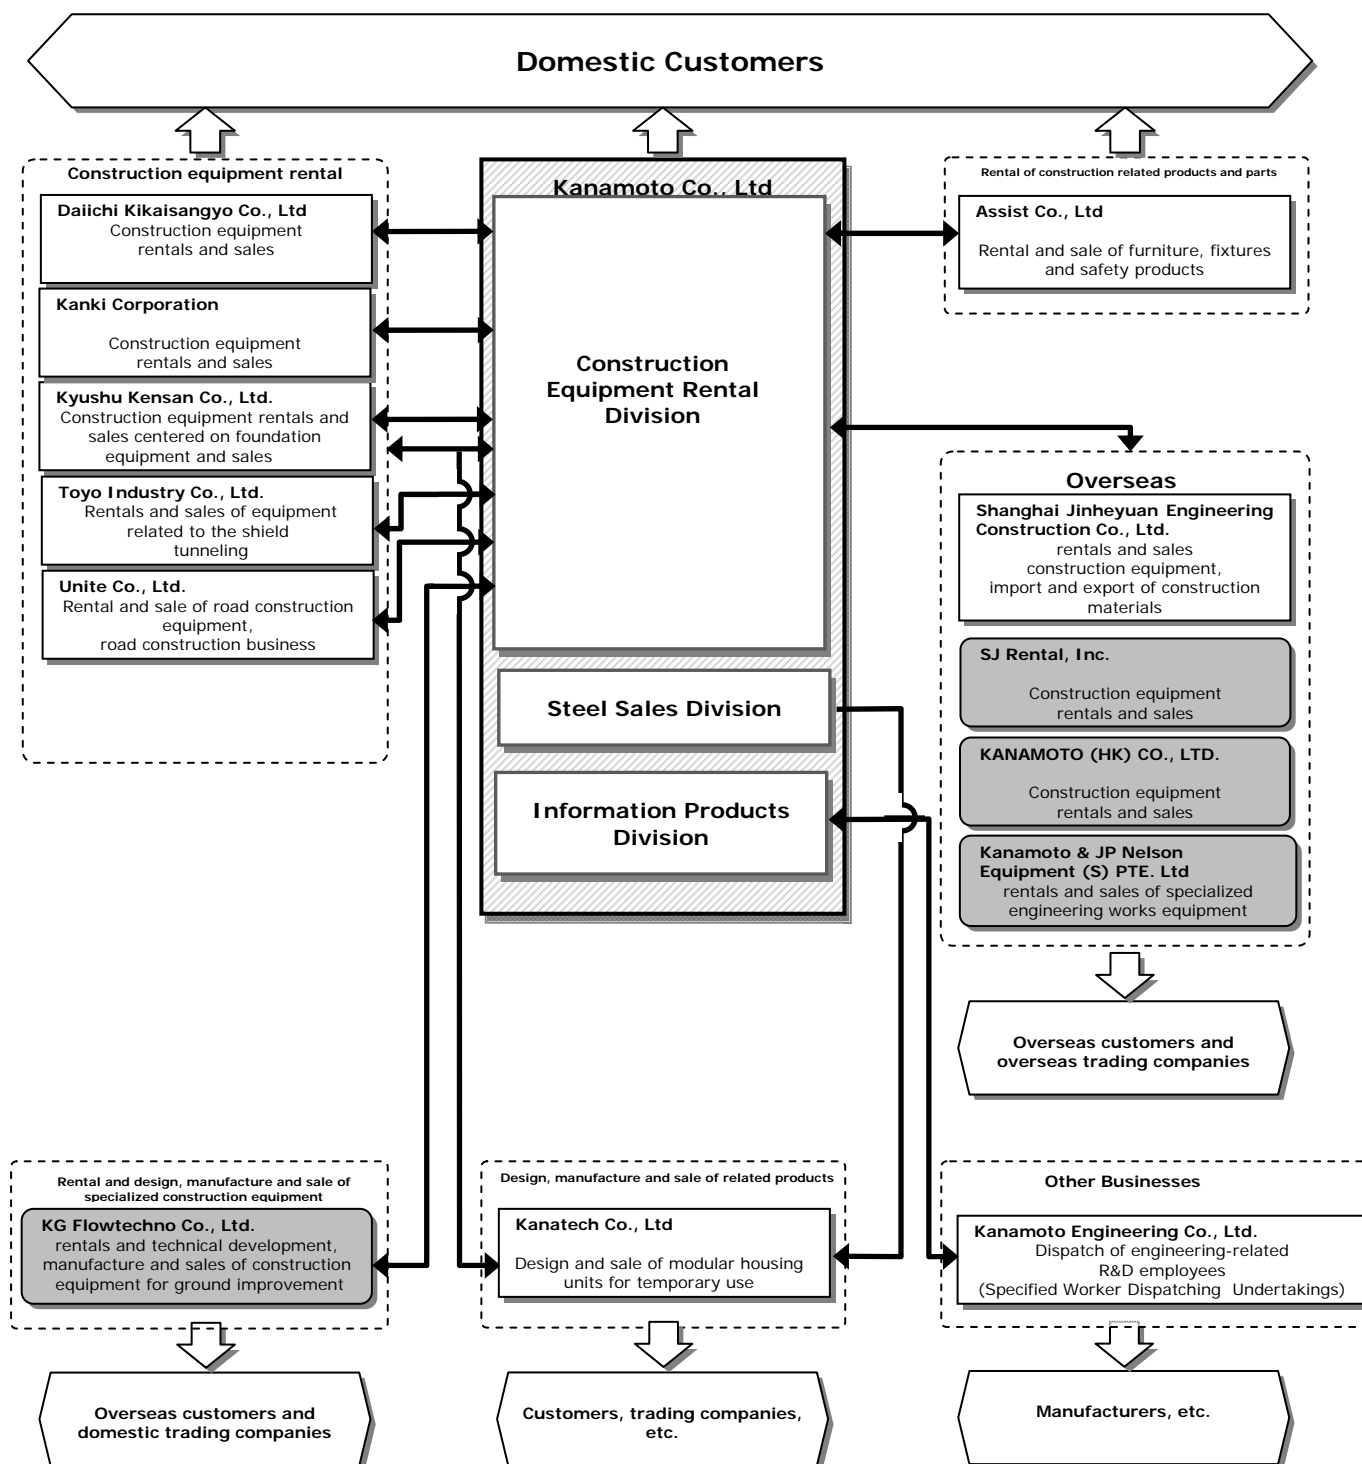 Domestic Customers
Construction equipment rental
Daiichi Kikaisangyo Co., Ltd
Construction equipment
rentals and sales
Kanki Corporation
Construction equipment
rentals and sales
Kyushu Kensan Co., Ltd.
Construction equipment rentals and
sales centered on foundation
equipment and sales
Toyo Industry Co., Ltd.
Rentals and sales of equipment
related to the shield
tunneling
Unite Co., Ltd.
Rental and sale of road construction
equipment,
road construction business
Kanamoto Co., Ltd
Construction
Equipment Rental
Division
Steel Sales Division
Information Products
Division
Rental of construction related products and parts
Assist Co., Ltd
Rental and sale of furniture, fixtures
and safety products
Overseas
Shanghai Jinheyuan Engineering
Construction Co., Ltd.
rentals and sales
construction equipment,
import and export of construction
materials
SJ Rental, Inc.
Construction equipment
rentals and sales
KANAMOTO (HK) CO., LTD.
Construction equipment
rentals and sales
Kanamoto & JP Nelson
Equipment (S) PTE. Ltd
rentals and sales of specialized
engineering works equipment
Overseas customers and
overseas trading companies
Rental and design, manufacture and sale of
specialized construction equipment
KG Flowtechno Co., Ltd.
rentals and technical development,
manufacture and sales of construction
equipment for ground improvement
Overseas customers and
domestic trading companies
Design, manufacture and sale of related products
Kanatech Co., Ltd
Design and sale of modular housing
units for temporary use
Customers, trading companies,
etc.
Other Businesses
Kanamoto Engineering Co., Ltd.
Dispatch of engineering-related
R&D employees
(Specified Worker Dispatching Undertakings)
Manufacturers, etc.